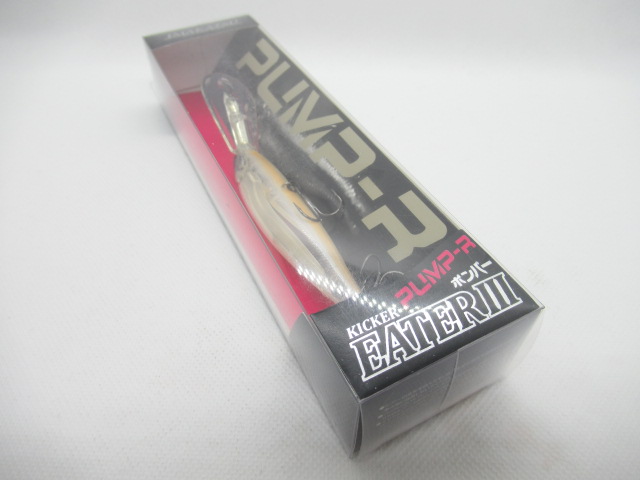 PUMP-R
PUMP-R
ポンパー
KICKER
EATERIII